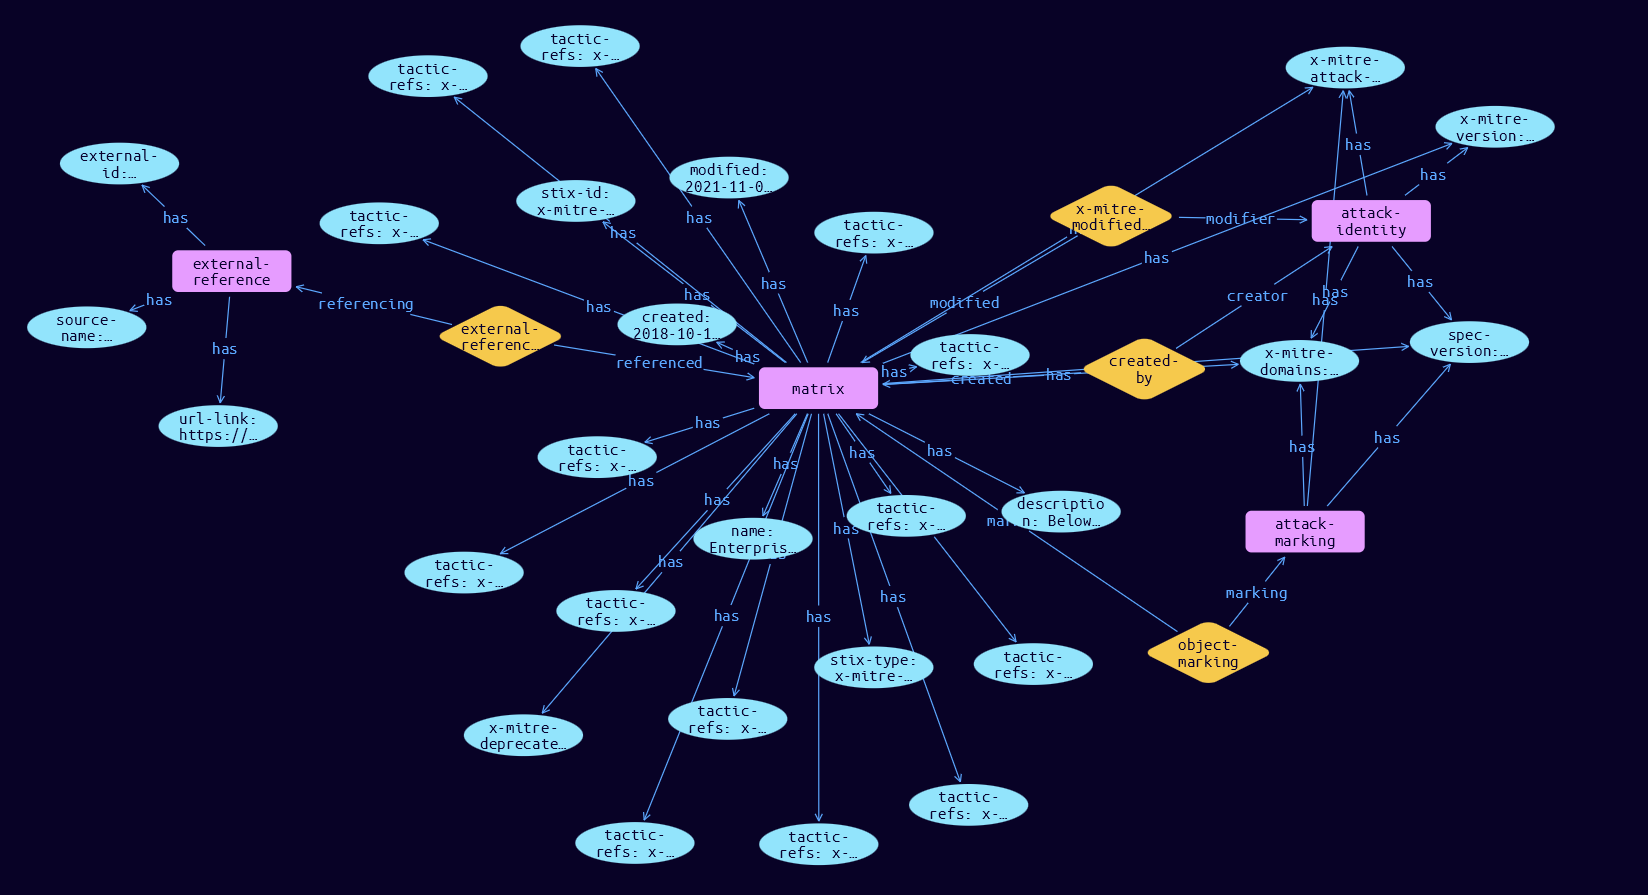 tactic-
refs: x-…
tactic-
refs: x-…
x-mitre-
attack-…
x-mitre-
version:…
has
external-
id:…
has
modified:
2021-11-0…
stix-id:
x-mitre-…
has
tactic-
refs: x-…
has
has
tactic-
refs: x-…
x-mitre-
modified…
modifier
attack-
identity
has
has
external-
reference
has
has
has
creator
has
has
has
referencing
has
modified
has
has
source-
name:…
external-
referenc…
created:
2018-10-1…
has
has
referenced
tactic-
refs: x-…
has
created
has
created-
by
x-mitre-
domains:…
spec-
version:…
matrix
url-link:
https://…
has
has
has
has
has
has
tactic-
refs: x-…
has
has
has
tactic-
refs: x-…
descriptio
n: Below…
has
name:
Enterpris…
attack-
marking
has
tactic-
refs: x-…
marking
has
tactic-
refs: x-…
has
has
object-
marking
stix-type:
x-mitre-…
tactic-
refs: x-…
x-mitre-
deprecate…
tactic-
refs: x-…
tactic-
refs: x-…
tactic-
refs: x-…
tactic-
refs: x-…